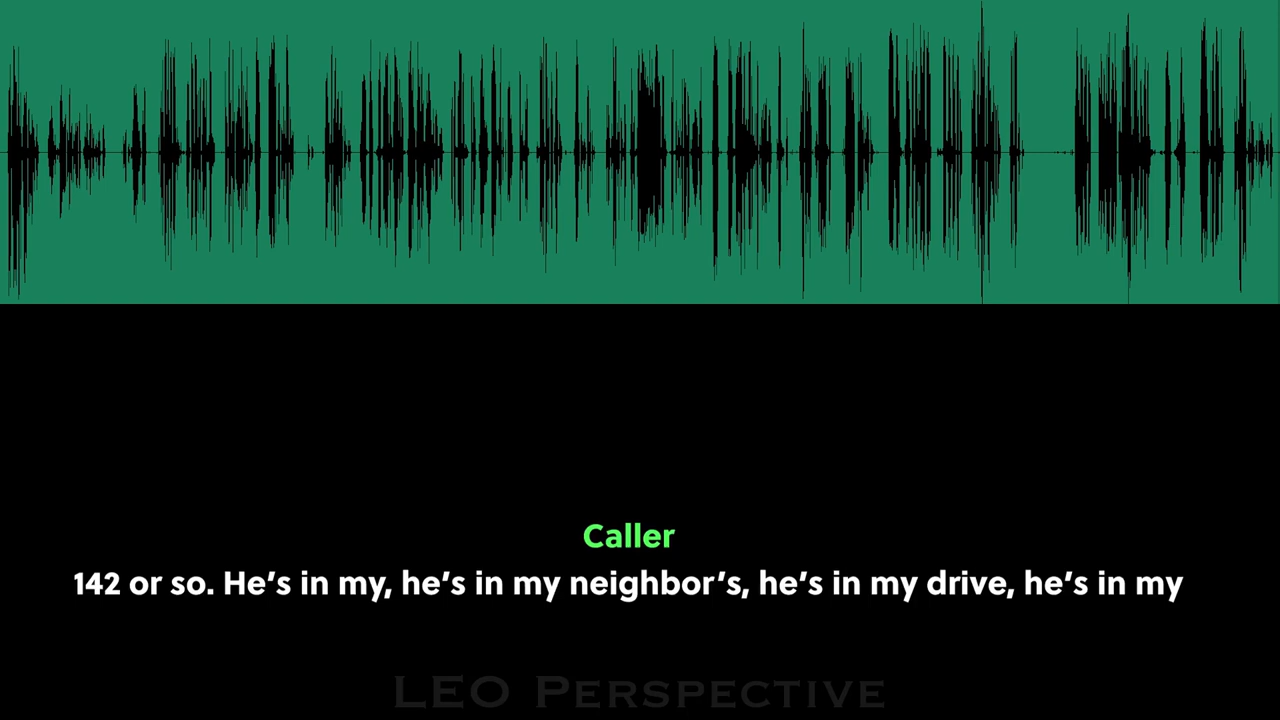 Caller
142 or so. He's in my, he's in my neighbor's, he's in my drive, he's in my
LEO Perspective